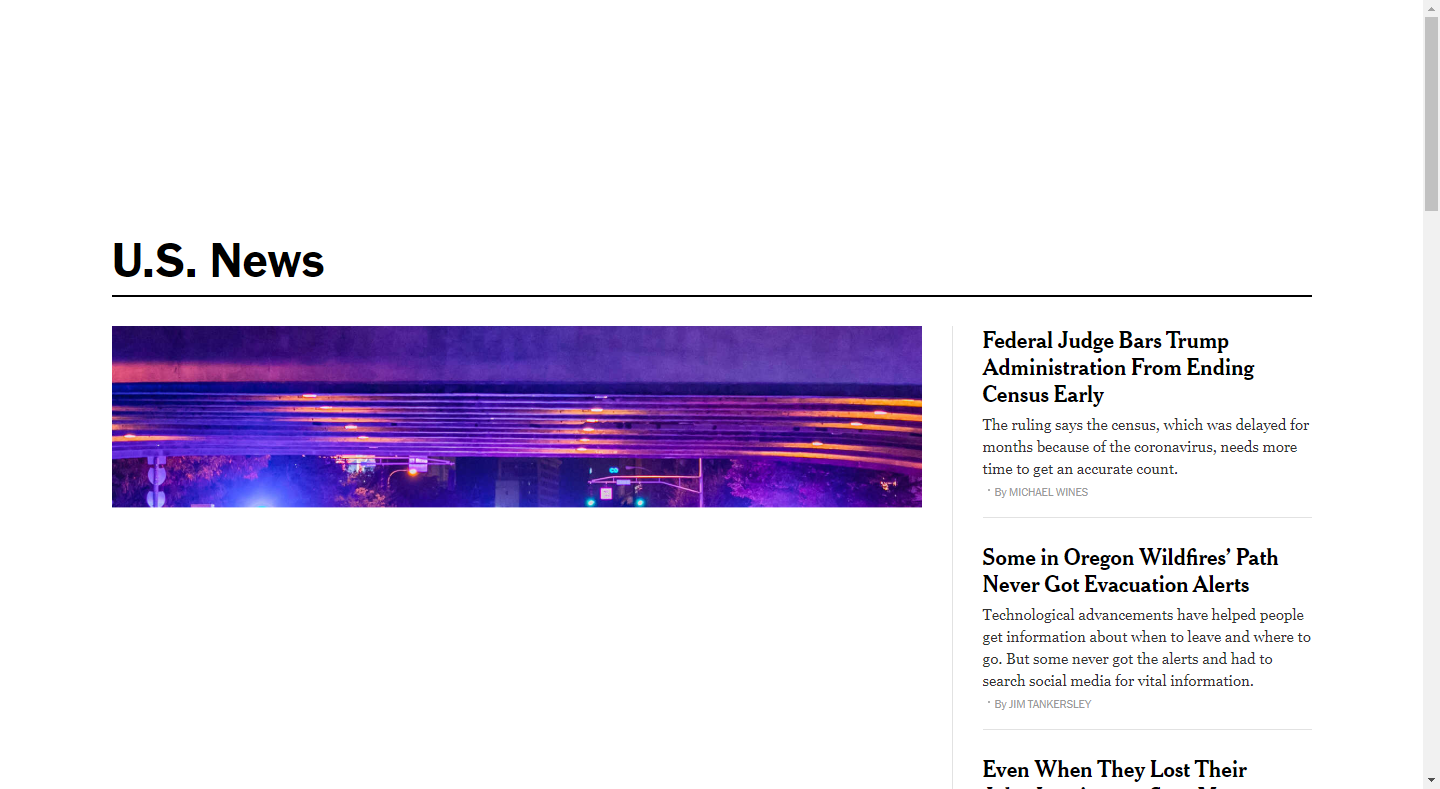 U.S. News
Federal Judge Bars Trump
Administration From Ending
Census Early
The ruling says the census, which was delayed for
months because of the coronavirus, needs more
time to get an accurate count.
· By MICHAEL WINES
Some in Oregon Wildfires’ Path
Never Got Evacuation Alerts
Technological advancements have helped people
get information about when to leave and where to
go. But some never got the alerts and had to
search social media for vital information.
· By JIM TANKERSLEY
Even When They Lost Their